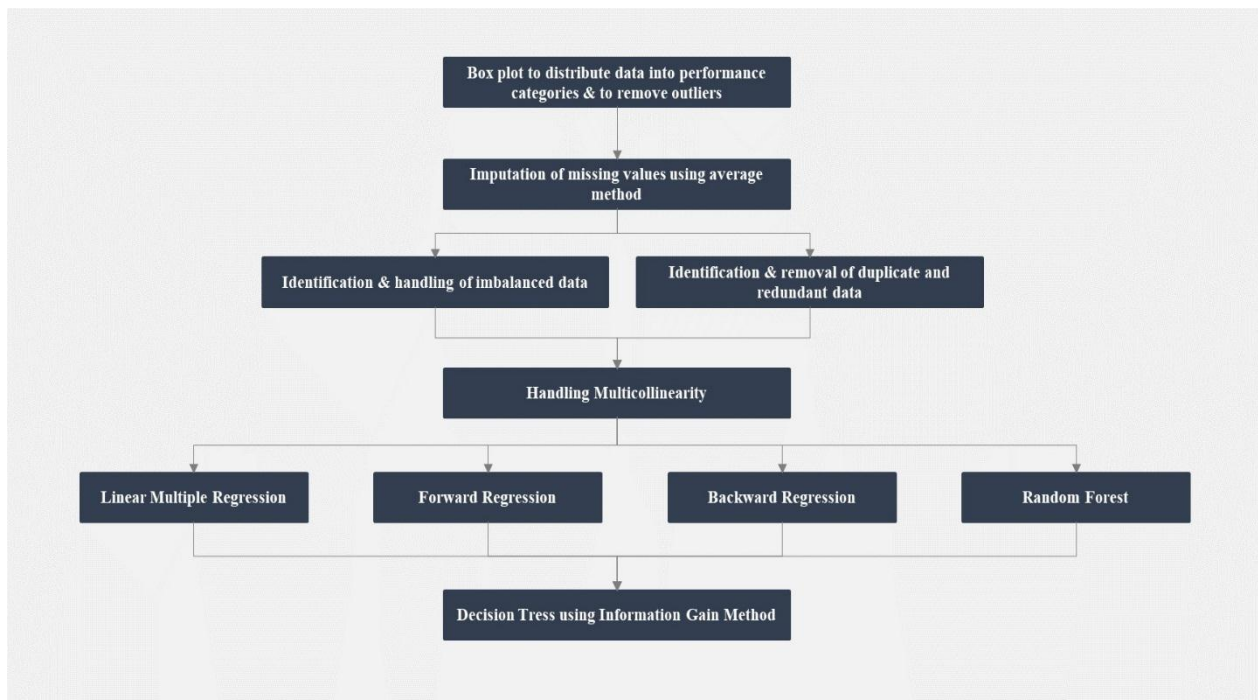 Box plot to distribute data into performance
categories & to remove outliers
Imputation of missing values using average
method
Identification & handling of imbalanced data
Identification & removal of duplicate and
redundant data
Handling Multicollinearity
Linear Multiple Regression
Forward Regression
Backward Regression
Random Forest
Decision Tress using Information Gain Method